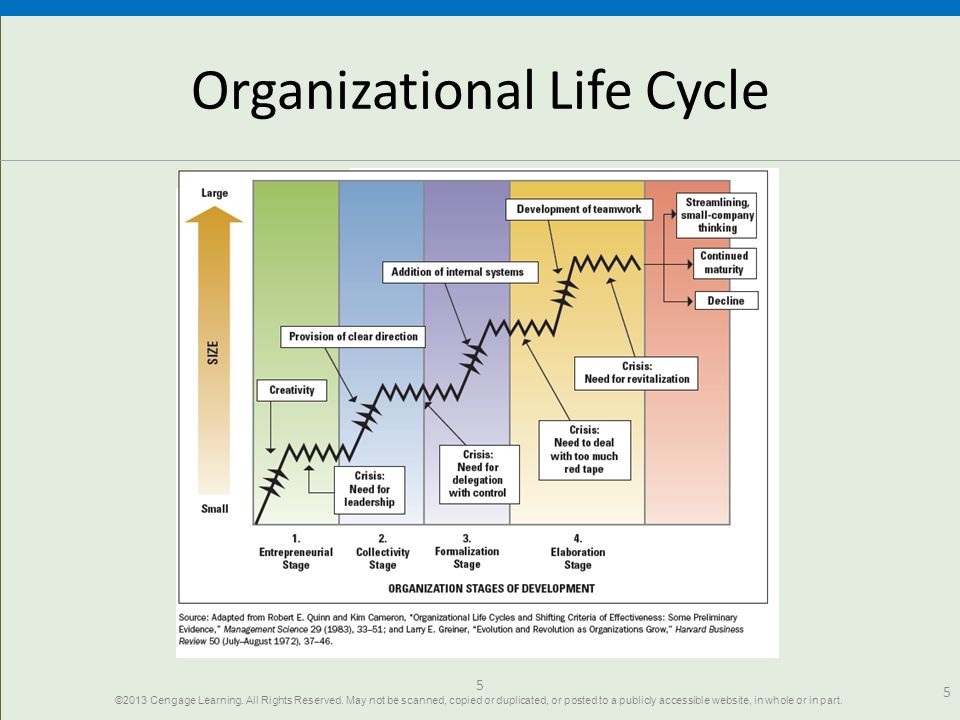 Organizational Life Cycle
Large
SIZE
Small
Creativity
Provision of clear direction
Addition of internal systems
Development of teamwork
Streamlining,
small-company
thinking
Continued
maturity
Decline
Crisis:
Need for
leadership
Crisis:
Need for
delegation
with control
Crisis:
Need to deal
with too much
red tape
Crisis:
Need for revitalization
1.
Entrepreneurial
Stage
2.
Collectivity
Stage
3.
Formalization
Stage
4.
Elaboration
Stage
ORGANIZATION STAGES OF DEVELOPMENT
Source: Adapted from Robert E. Quinn and Kim Cameron, "Organizational Life Cycles and Shifting Criteria of Effectiveness: Some Preliminary
Evidence," Management Science 29 (1983), 33–51; and Larry E. Greiner, "Evolution and Revolution as Organizations Grow," Harvard Business
Review 50 (July–August 1972), 37–46.
5
5
©2013 Cengage Learning. All Rights Reserved. May not be scanned, copied or duplicated, or posted to a publicly accessible website, in whole or in part.